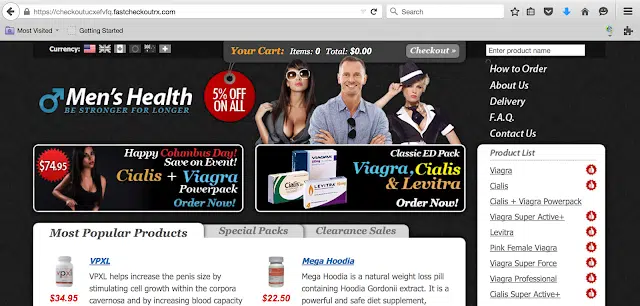 https://checkoutucxefvfq.fastcheckoutrx.com
Search
Most Visited
Getting Started
Currency:
Your Cart: Items: 0 Total: $0.00
Checkout »
Enter product name
Men's Health
BE STRONGER FOR LONGER
5% OFF
ON ALL
How to Order
About Us
Delivery
F.A.Q.
Contact Us
$74.95
Happy Columbus Day!
Save on Event!
Cialis + Viagra
Powerpack
Order Now!
Classic ED Pack
Viagra, Cialis
& Levitra
Order Now!
VIAGRA
Cialis
LEVITRA
Product List
Viagra
Cialis
Cialis + Viagra Powerpack
Viagra Super Active+
Levitra
Pink Female Viagra
Viagra Super Force
Viagra Professional
Cialis Super Active+
Most Popular Products
Special Packs
Clearance Sales
VPXL
VPXL helps increase the penis size by
stimulating cell growth within the corpora
cavernosa and by increasing blood capacity
$34.95
Mega Hoodia
Mega Hoodia is a natural weight loss pill
containing Hoodia Gordonii extract. It is a
powerful and safe diet supplement,
$22.50